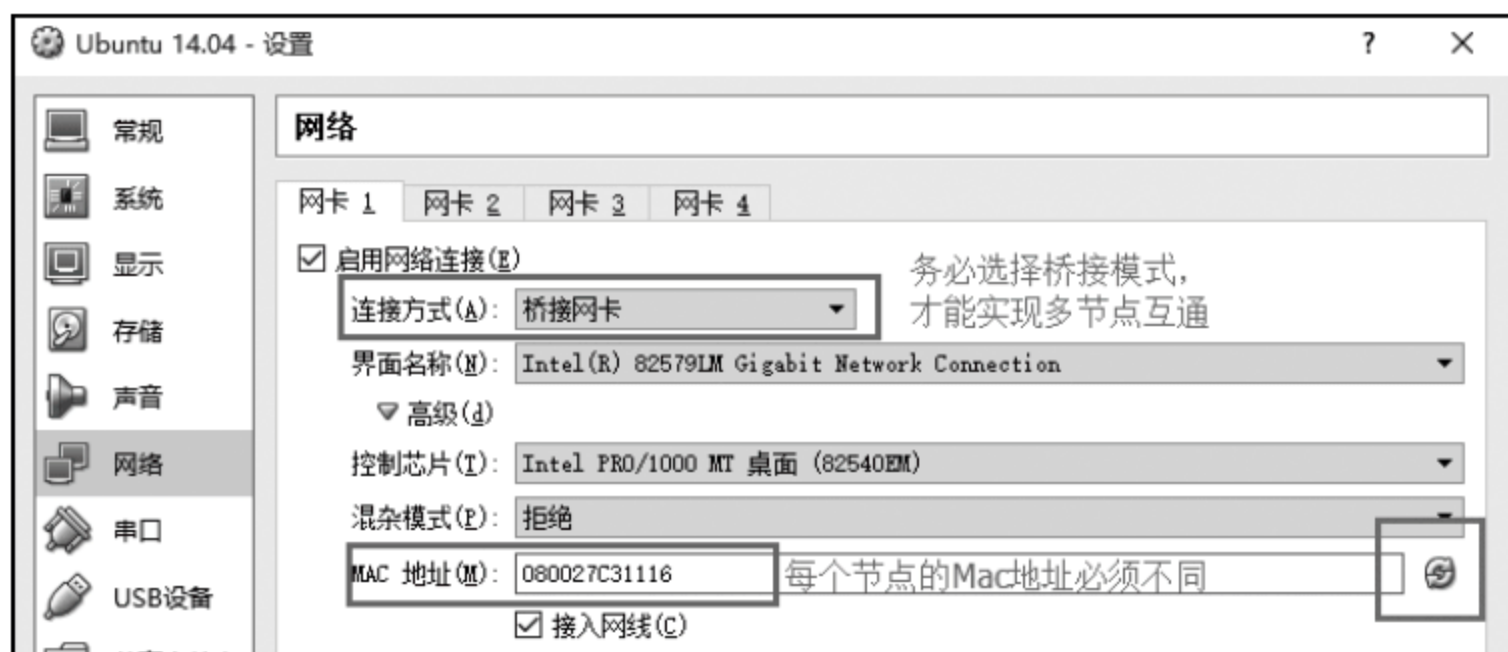 Ubuntu 14.04 - 设置
?
常规
系统
显示
存储
声音
网络
串口
USB设备
网络
网卡 1
网卡 2
网卡 3
网卡 4
启用网络连接(E)
务必选择桥接模式，
才能实现多节点互通
连接方式(A): 桥接网卡
界面名称(N): Intel(R) 82579LM Gigabit Network Connection
高级(d)
控制芯片(T): Intel PRO/1000 MT 桌面 (82540EM)
混杂模式(P): 拒绝
MAC 地址(M): 080027C31116 每个节点的Mac地址必须不同
接入网线(C)